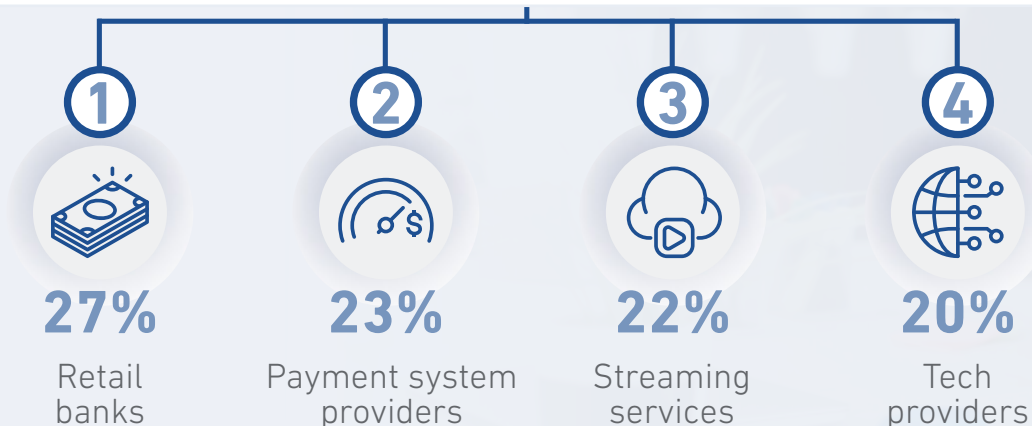 1
2
3
4
$
27%
23%
22%
20%
Retail
banks
Payment system
providers
Streaming
services
Tech
providers